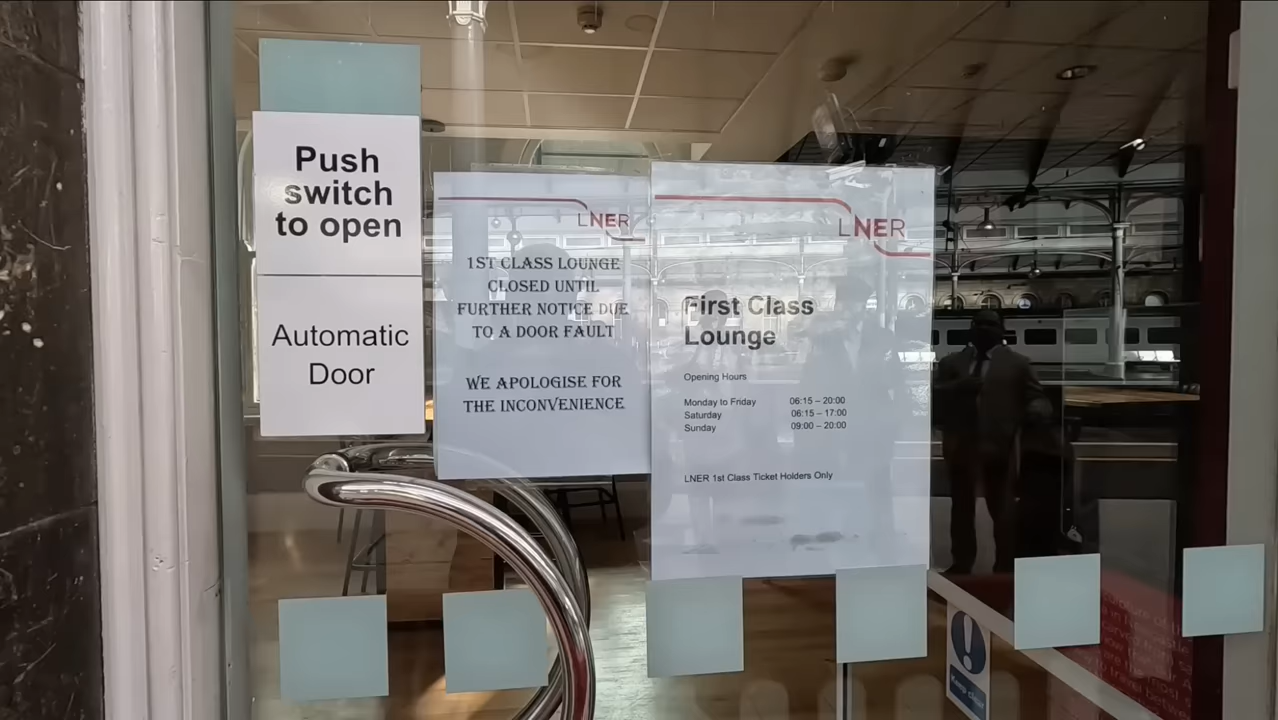 Push
switch
to open
Automatic
Door
LNER
1ST CLASS LOUNGE
CLOSED UNTIL
FURTHER NOTICE DUE
TO A DOOR FAULT
WE APOLOGISE FOR
THE INCONVENIENCE
LNER
First Class
Lounge
Opening Hours
Monday to Friday 06:15 – 20:00
Saturday 06:15 – 17:00
Sunday 09:00 – 20:00
LNER 1st Class Ticket Holders Only
Keep clear